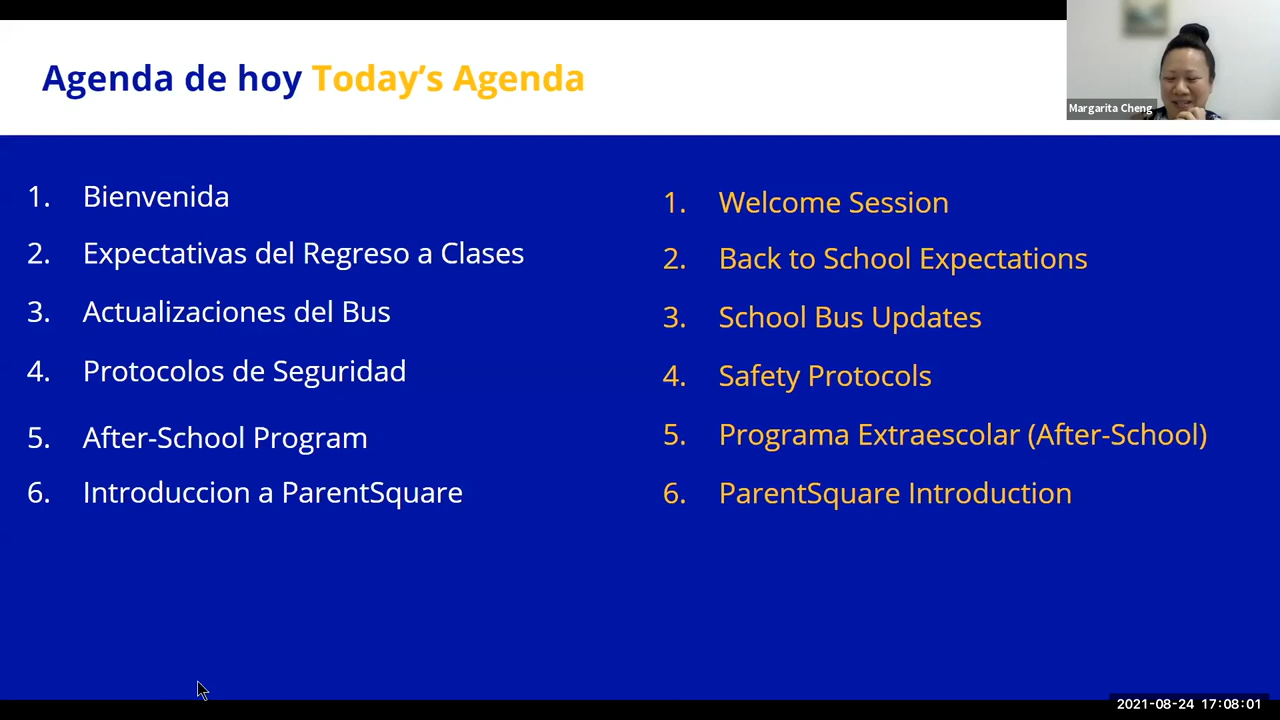 Agenda de hoy Today's Agenda
Margarita Cheng
1. Bienvenida
2. Expectativas del Regreso a Clases
3. Actualizaciones del Bus
4. Protocolos de Seguridad
5. After-School Program
6. Introduccion a ParentSquare
1. Welcome Session
2. Back to School Expectations
3. School Bus Updates
4. Safety Protocols
5. Programa Extraescolar (After-School)
6. ParentSquare Introduction
2021-08-24 17:08:01